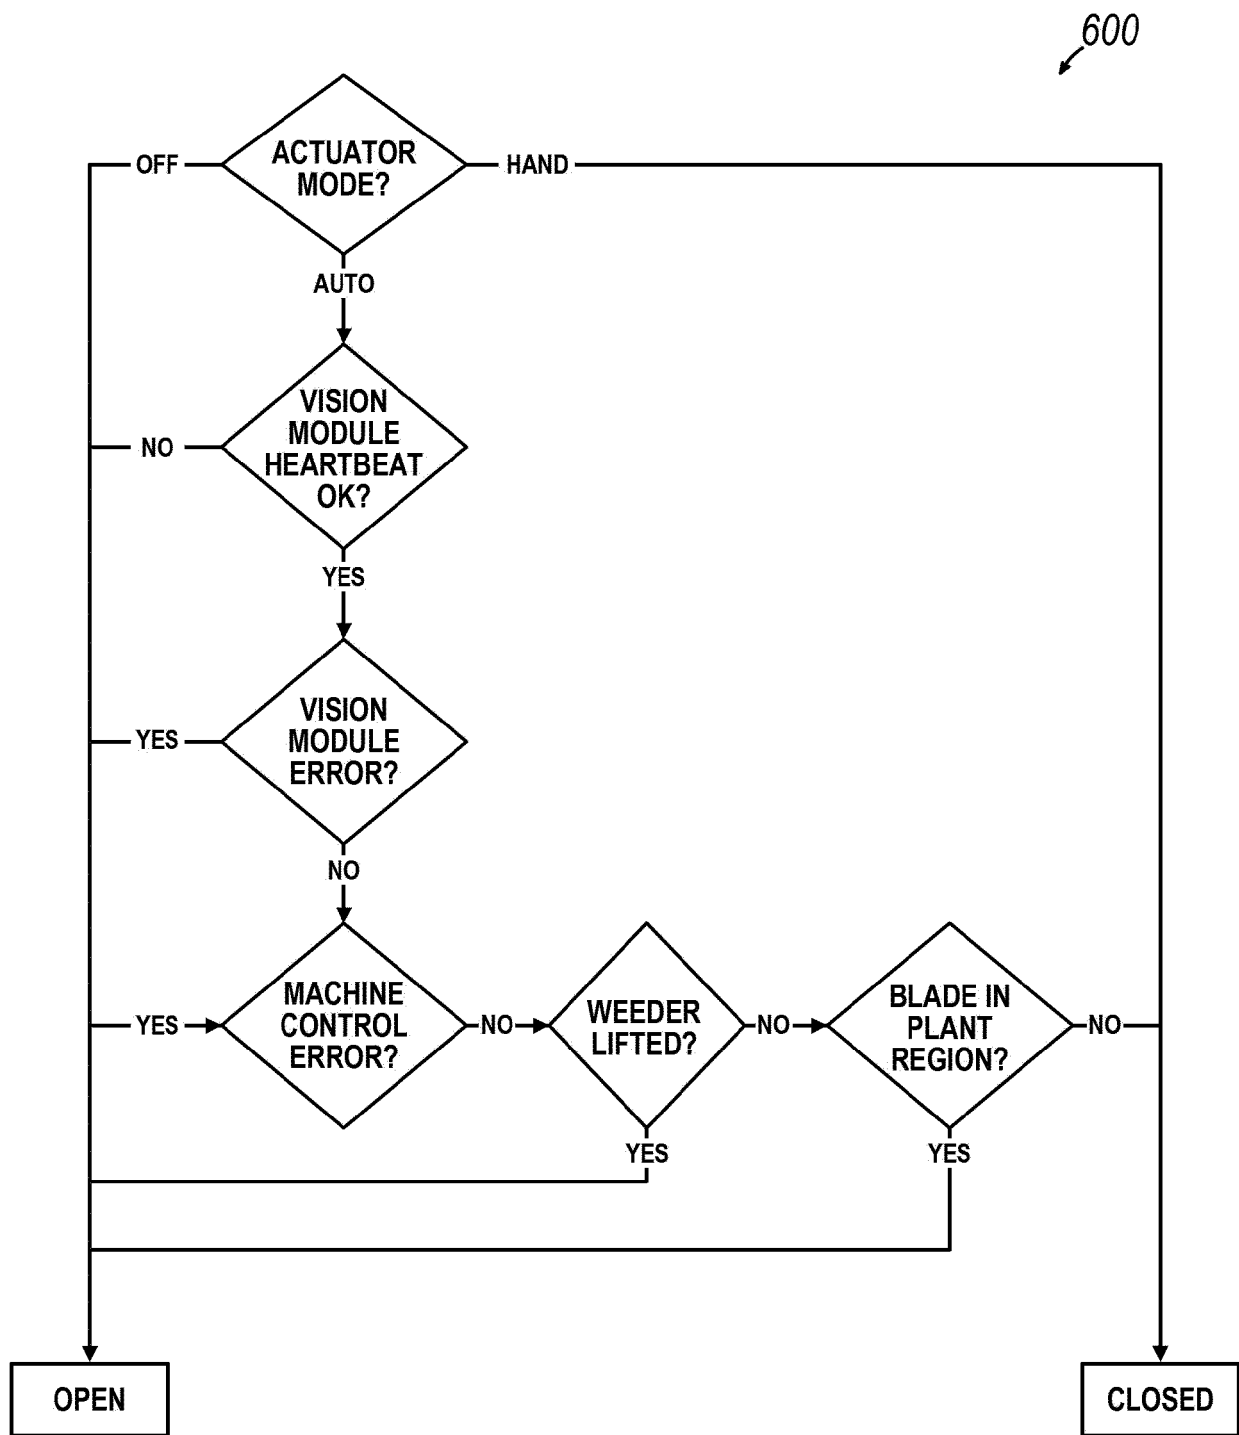 600
ACTUATOR
MODE?
OFF
HAND
AUTO
VISION
MODULE
HEARTBEAT
OK?
NO
YES
VISION
MODULE
ERROR?
YES
NO
MACHINE
CONTROL
ERROR?
YES
NO
WEEDER
LIFTED?
NO
BLADE IN
PLANT
REGION?
NO
YES
YES
OPEN
CLOSED